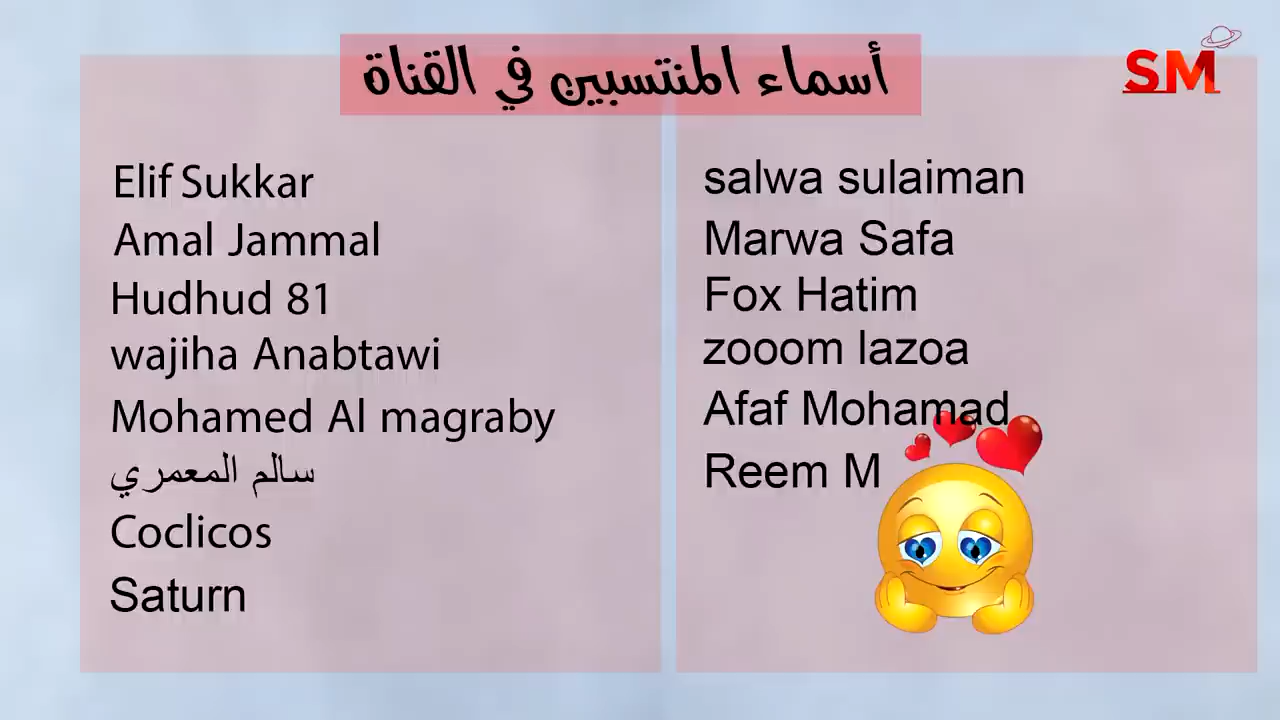 أسماء المنتسبين في القناة
SM
Elif Sukkar
Amal Jammal
Hudhud 81
wajiha Anabtawi
Mohamed Al magraby
سالم المعمري
Coclicos
Saturn
salwa sulaiman
Marwa Safa
Fox Hatim
zooom lazoa
Afaf Mohamad
Reem M